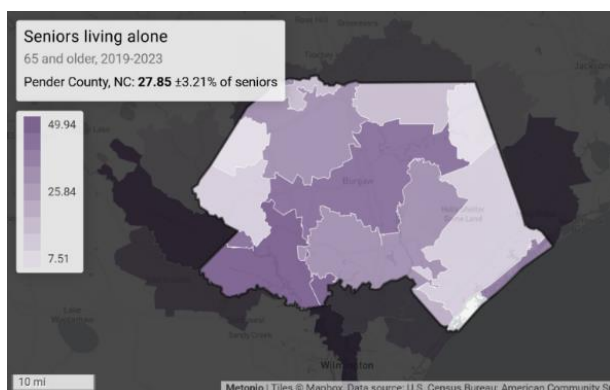 Seniors living alone
65 and older, 2019-2023
Pender County, NC: 27.85 ±3.21% of seniors
49.94
25.84
7.51
Burgaw
Wilmington
10 mi
Metopio | Tiles © Mapbox. Data source: U.S. Census Bureau: American Community S